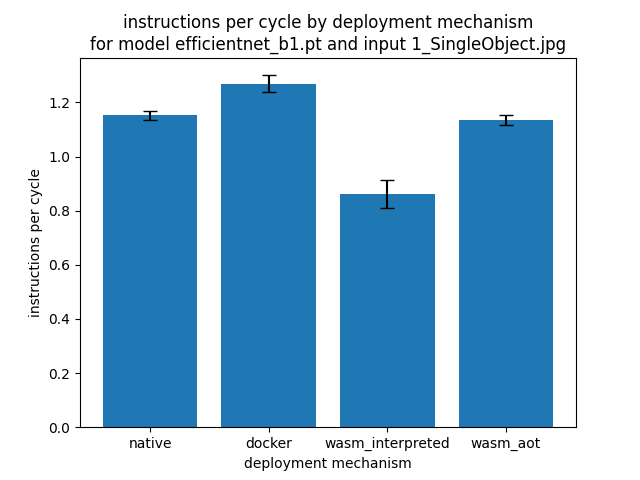 instructions per cycle by deployment mechanism
for model efficientnet_b1.pt and input 1_SingleObject.jpg
1.2
1.0
0.8
0.6
0.4
0.2
0.0
instructions per cycle
native docker wasm_interpreted wasm_aot
deployment mechanism